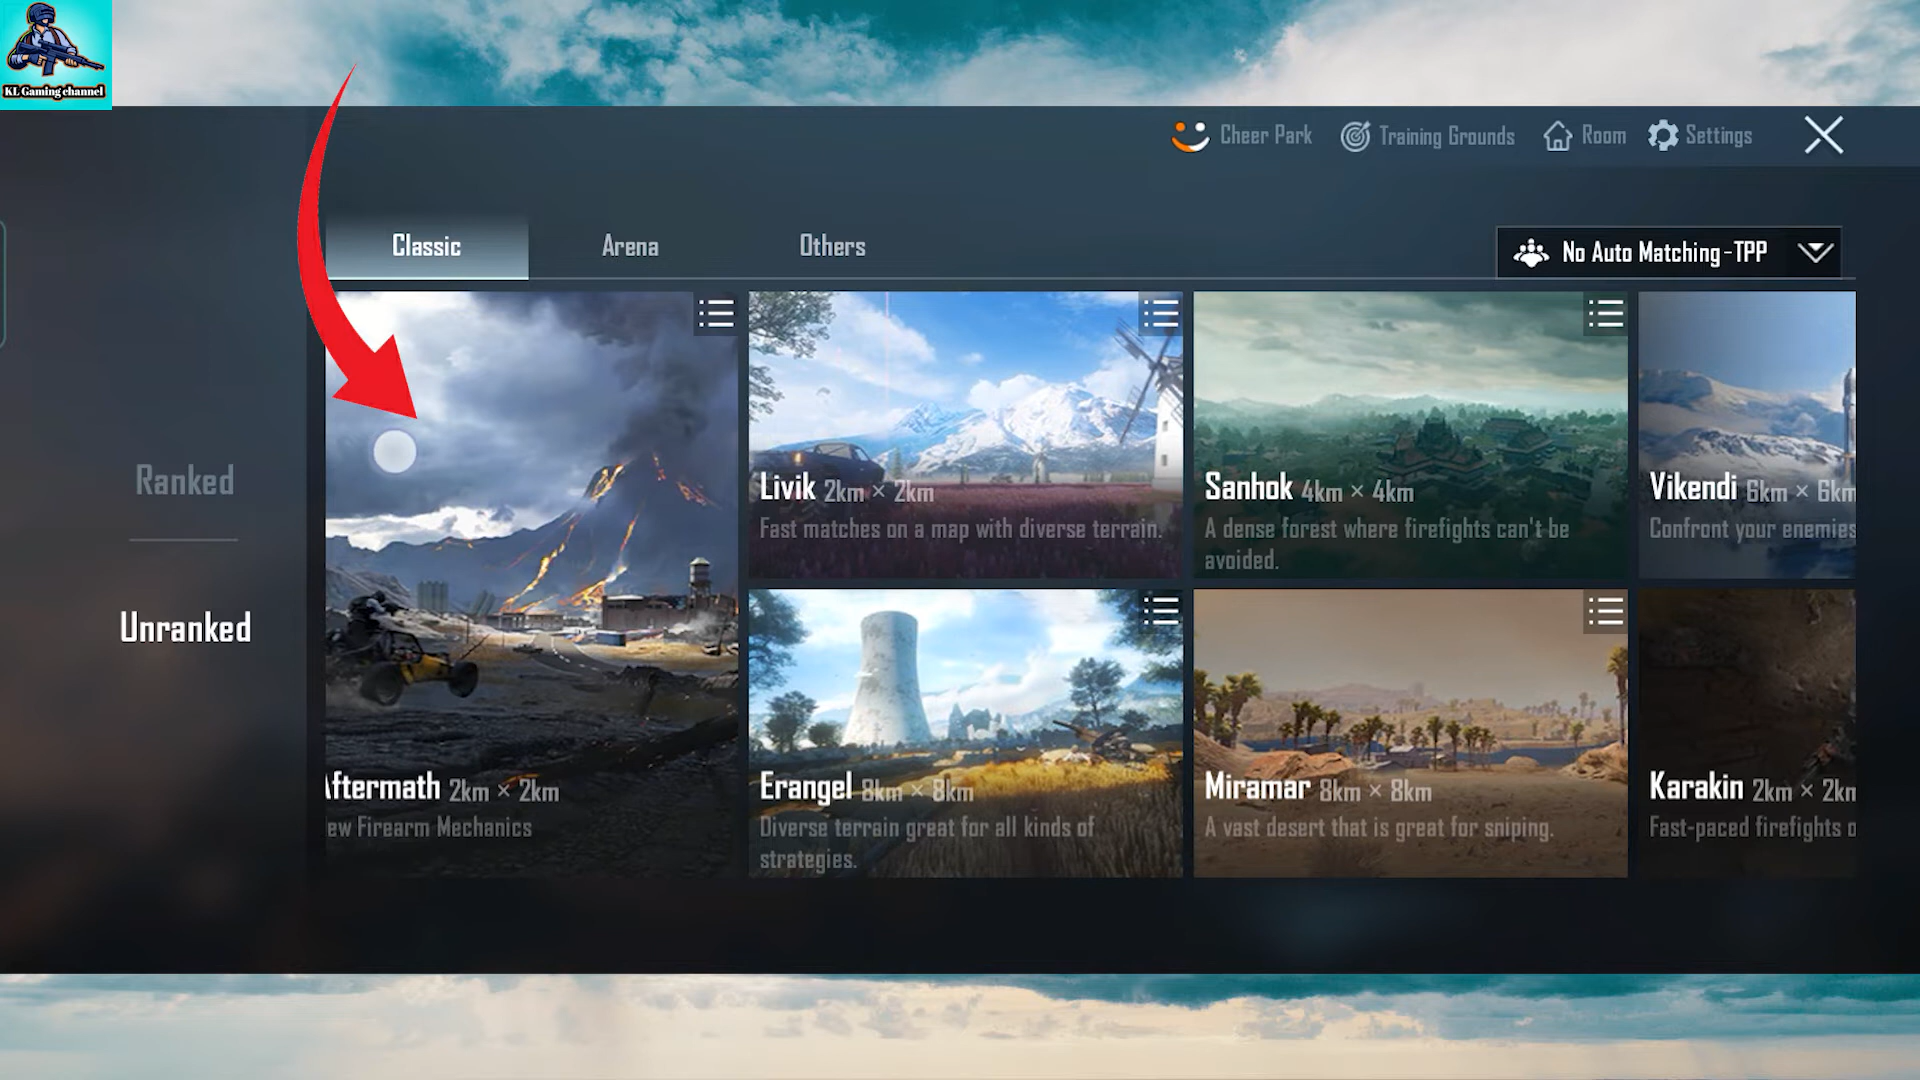 KL Gaming channel
Cheer Park
Training Grounds
Room
Settings
Classic
Arena
Others
No Auto Matching-TPP
Ranked
Unranked
Aftermath 2km × 2km
ew Firearm Mechanics
Livik 2km × 2km
Fast matches on a map with diverse terrain.
Erangel 8km × 8km
Diverse terrain great for all kinds of
strategies.
Sanhok 4km × 4km
A dense forest where firefights can't be
avoided.
Miramar 8km × 8km
A vast desert that is great for sniping.
Vikendi 6km × 6km
Confront your enemies
Karakin 2km × 2km
Fast-paced firefights o